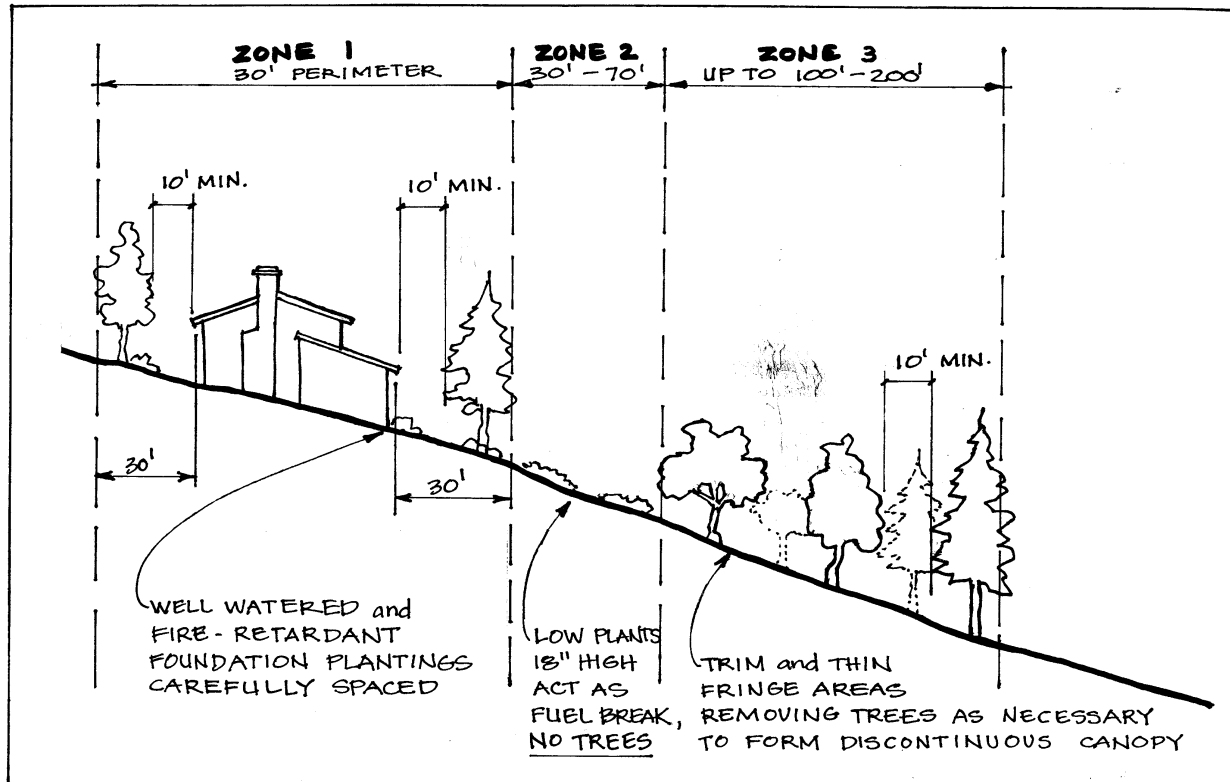 ZONE 1
30' PERIMETER
ZONE 2
30' - 70'
ZONE 3
UP TO 100' - 200'
10' MIN.
10' MIN.
10' MIN.
30'
30'
WELL WATERED and
FIRE - RETARDANT
FOUNDATION PLANTINGS
CAREFULLY SPACED
LOW PLANTS
18" HIGH
ACT AS
FUEL BREAK,
NO TREES
TRIM and THIN
FRINGE AREAS
REMOVING TREES AS NECESSARY
TO FORM DISCONTINUOUS CANOPY